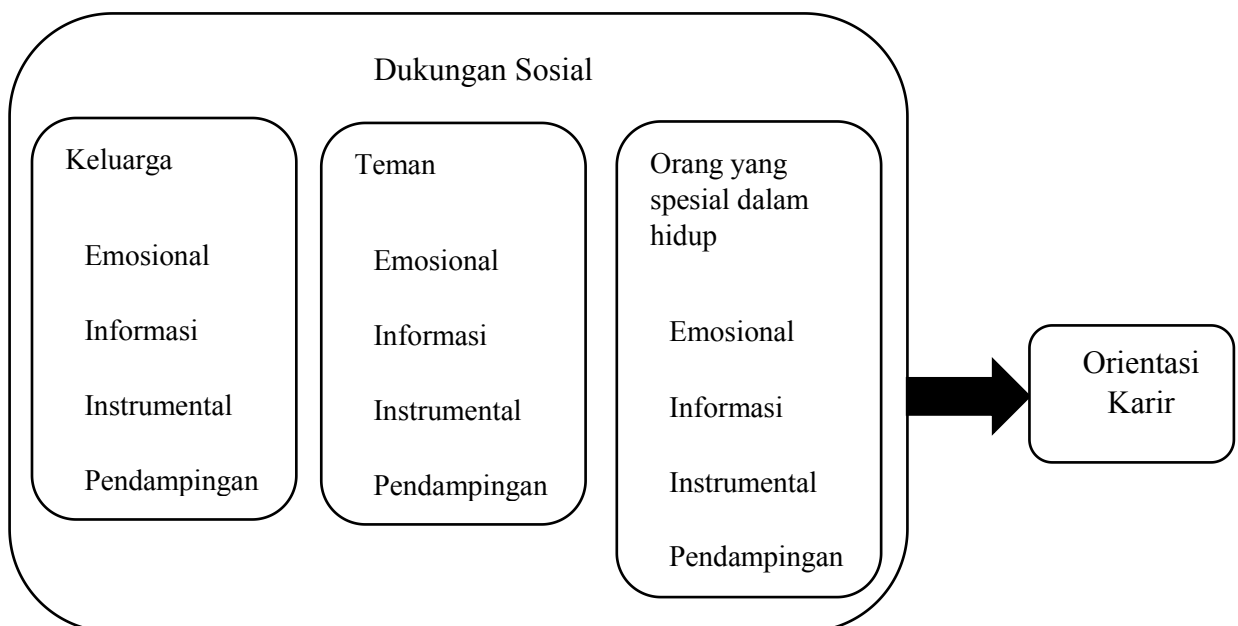 Dukungan Sosial
Keluarga
Emosional
Informasi
Instrumental
Pendampingan
Teman
Emosional
Informasi
Instrumental
Pendampingan
Orang yang
spesial dalam
hidup
Emosional
Informasi
Instrumental
Pendampingan
Orientasi
Karir